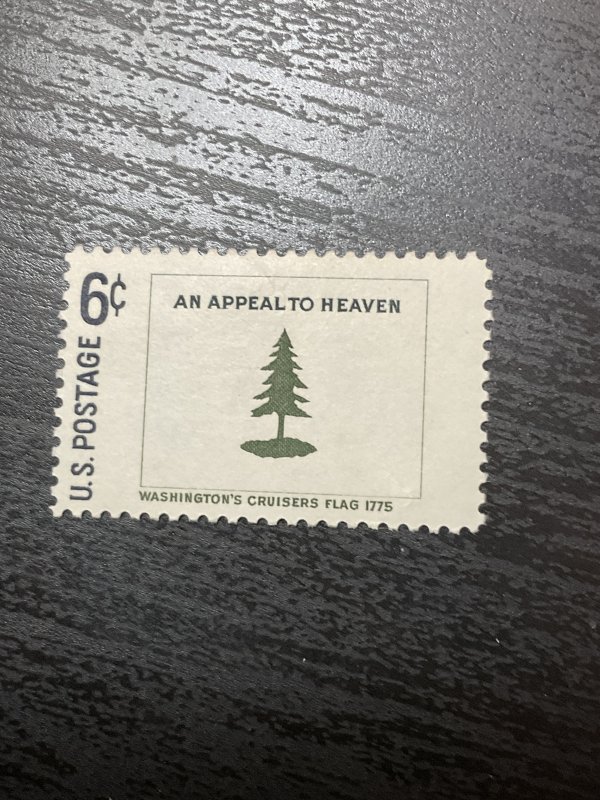 6¢
U.S. POSTAGE
AN APPEAL TO HEAVEN
WASHINGTON'S CRUISERS FLAG 1775